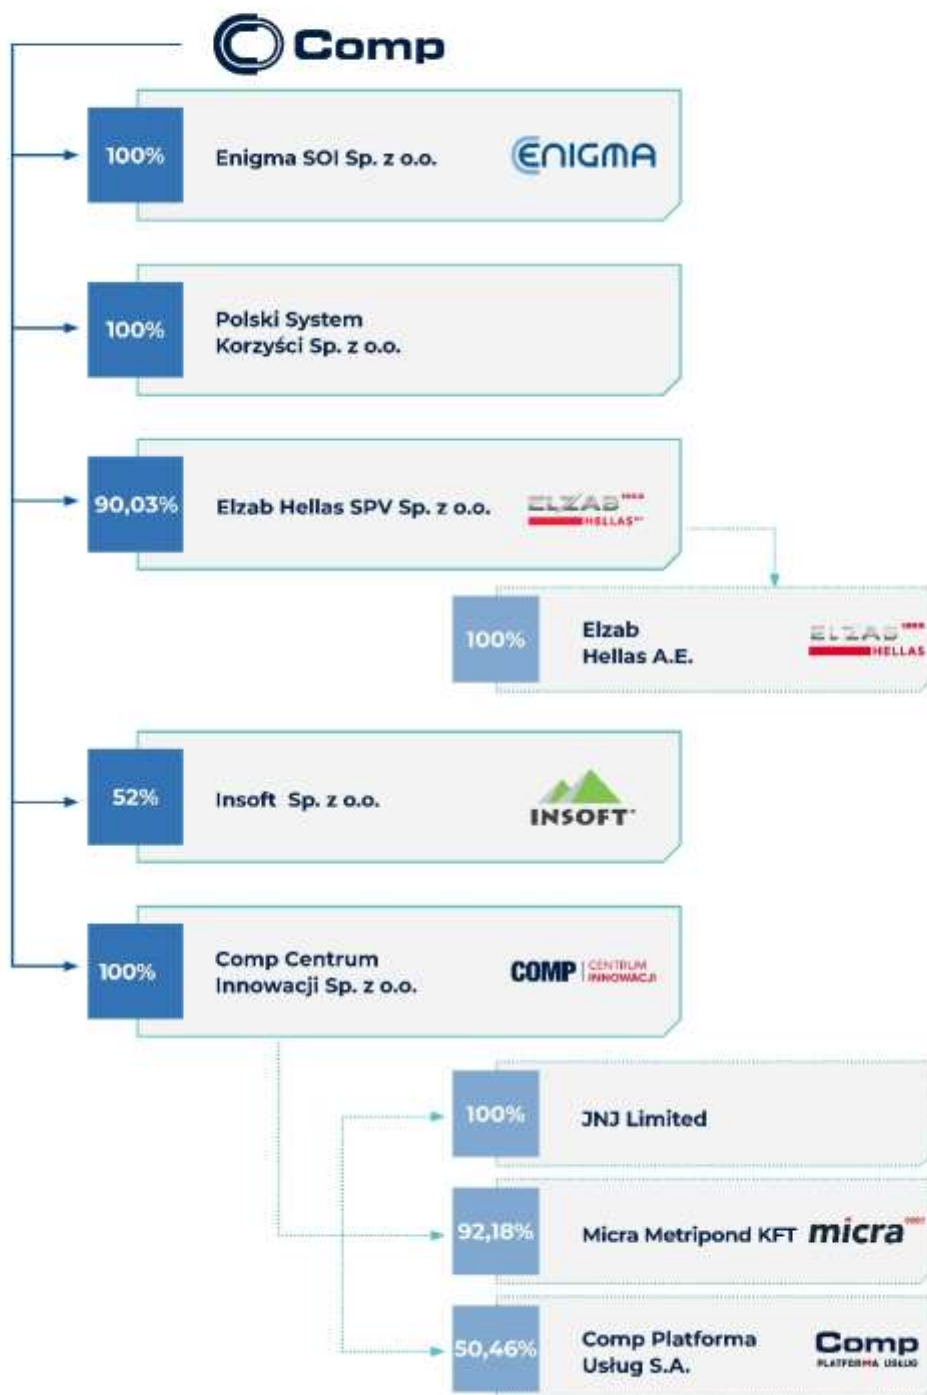 Comp
100%
Enigma SOI Sp. z o.o.
ENIGMA
100%
Polski System
Korzyści Sp. z o.o.
90,03%
Elzab Hellas SPV Sp. z o.o.
ELZAB
HELLAS
100%
Elzab
Hellas A.E.
ELZAB
HELLAS
52%
Insoft Sp. z o.o.
INSOFT
100%
Comp Centrum
Innowacji Sp. z o.o.
COMP CENTRUM
INNOWACJI
100%
JNJ Limited
92,18%
Micra Metripond KFT
micra
50,46%
Comp Platforma
Usług S.A.
Comp
PLATFORMA USŁUG